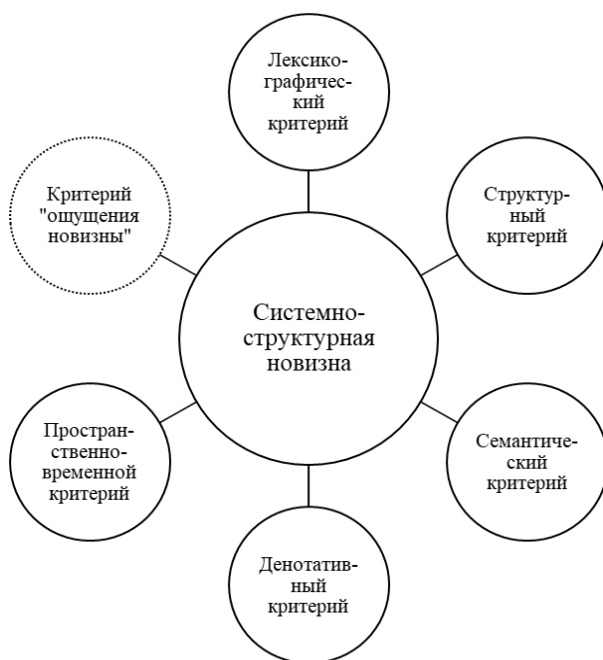 Лексико-
графичес-
кий
критерий
Критерий
"ощущения
новизны"
Структур-
ный
критерий
Системно-
структурная
новизна
Простран-
ственно-
временной
критерий
Семантиче-
ский
критерий
Денотатив-
ный
критерий